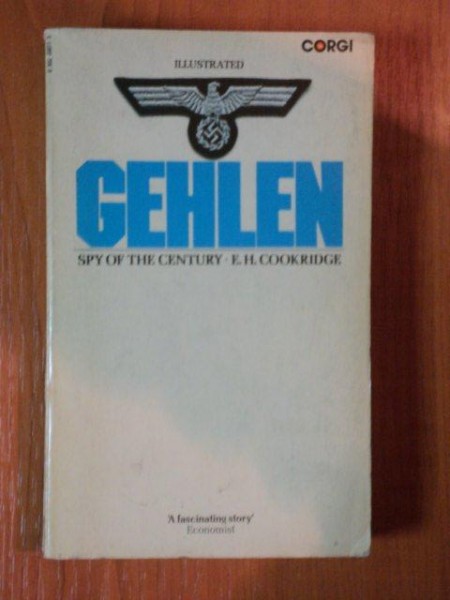 CORGI
ILLUSTRATED
GEHLEN
SPY OF THE CENTURY · E. H. COOKRIDGE
'A fascinating story'
Economist